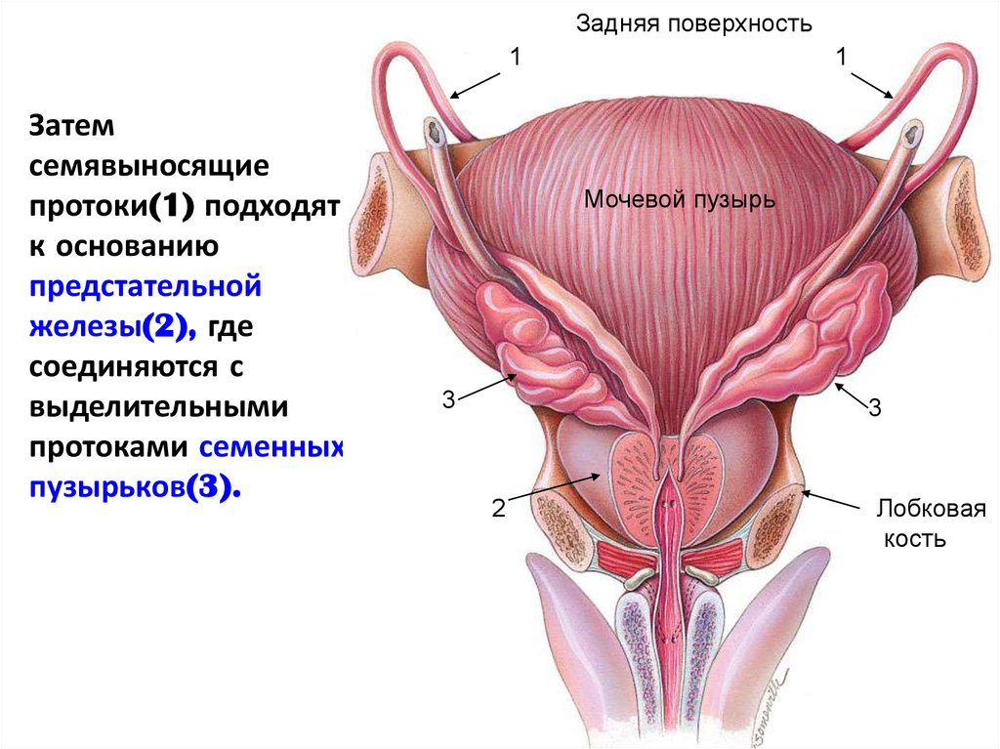 Задняя поверхность
1
1
Затем
семявыносящие
протоки(1) подходят
к основанию
предстательной
железы(2), где
соединяются с
выделительными
протоками семенных
пузырьков(3).
Мочевой пузырь
3
3
2
Лобковая
кость